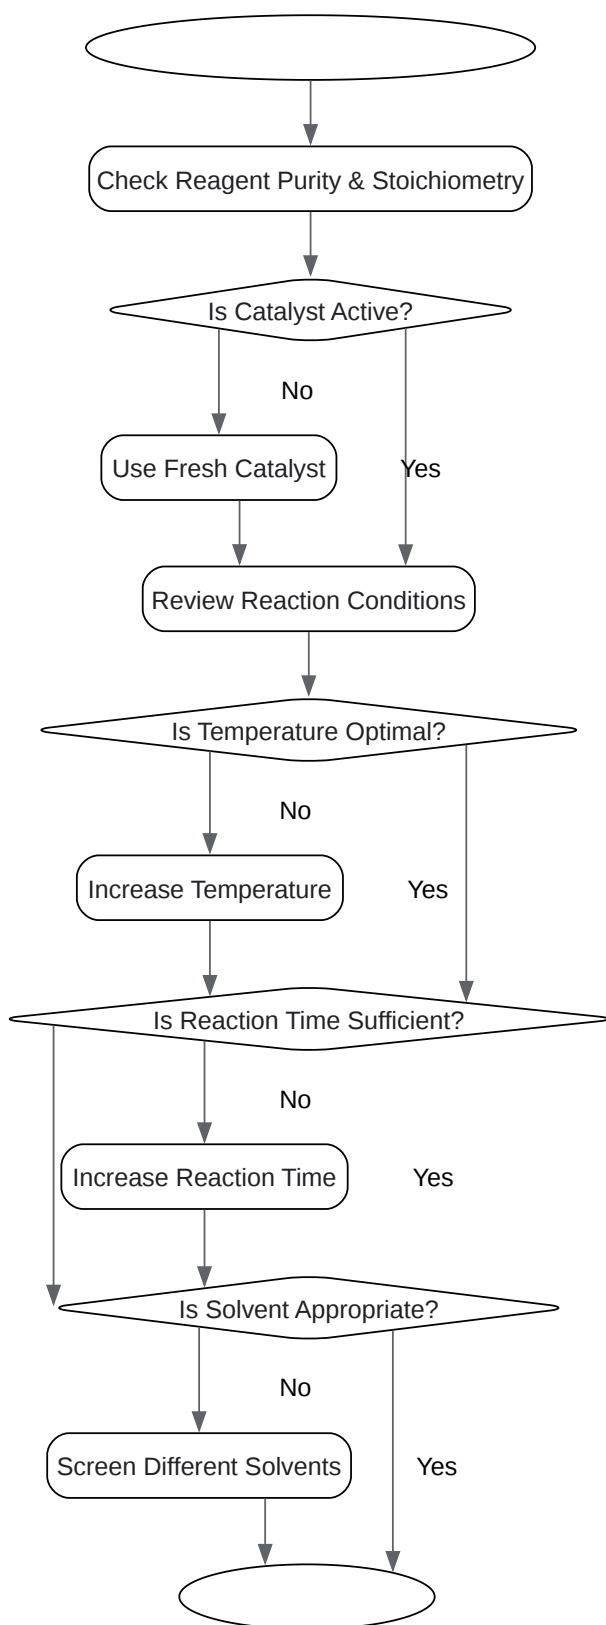 Check Reagent Purity & Stoichiometry
Is Catalyst Active?
No
Use Fresh Catalyst
Yes
Review Reaction Conditions
Is Temperature Optimal?
No
Increase Temperature
Yes
Is Reaction Time Sufficient?
No
Increase Reaction Time
Yes
Is Solvent Appropriate?
No
Screen Different Solvents
Yes